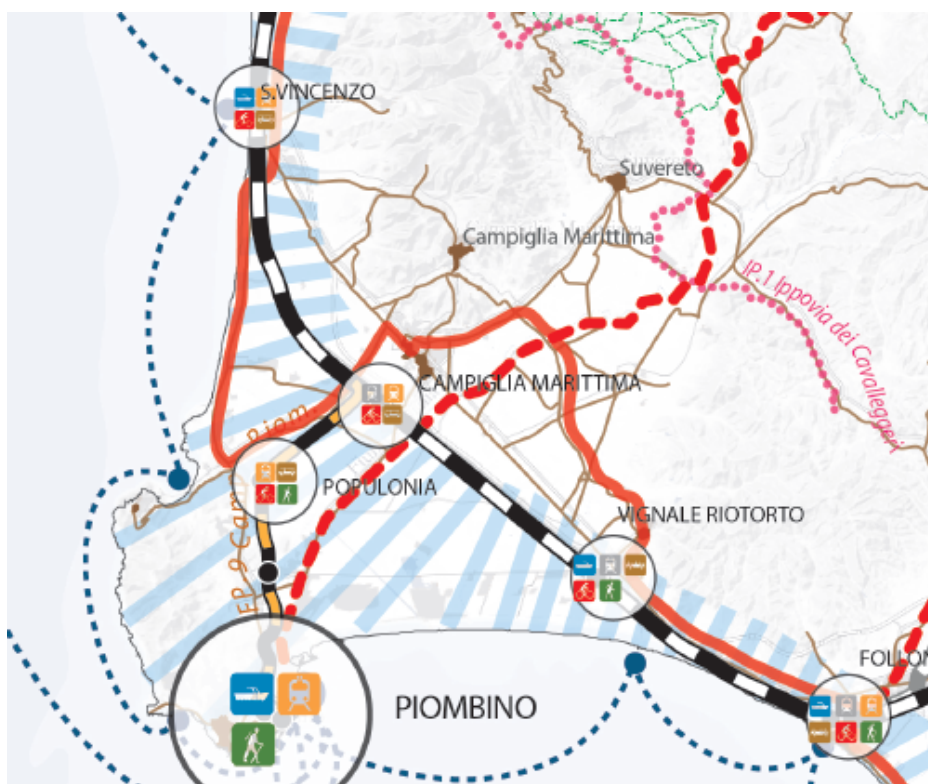 S.VINCENZO
Suvereto
Campiglia Marittima
IP.1 Ippovia dei Cavalleggeri
CAMPIGLIA MARITTIMA
POPULONIA
VIGNALE RIOTORTO
FOLLON
PIOMBINO